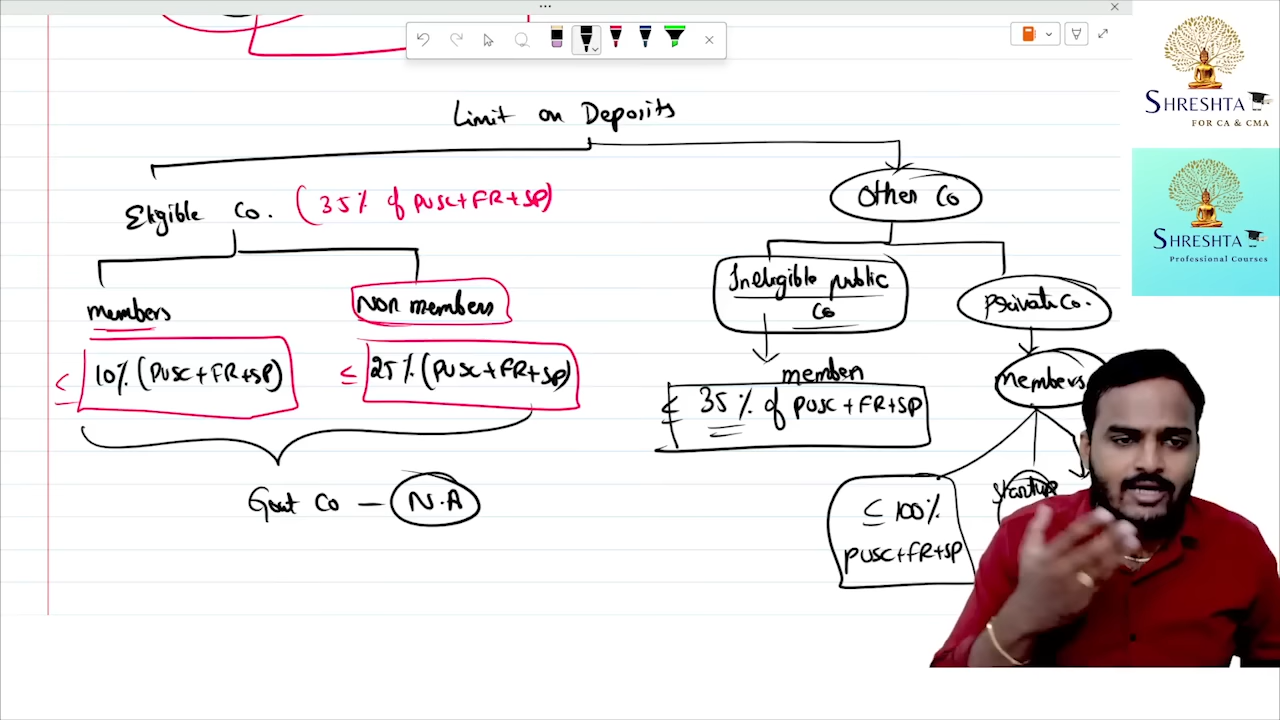 Limit on Deposits
Eligible Co. (35% of PUSC+FR+SP)
members
Non members
≤ 10% (PUSC+FR+SP)
≤ 25% (PUSC+FR+SP)
Govt Co — N.A
Other Co
Ineligible public
Co
member
≤ 35% of PUSC+FR+SP
Private Co.
Members
≤ 100%
PUSC+FR+SP
Startups
SHRESHTA
FOR CA & CMA
SHRESHTA
Professional Courses